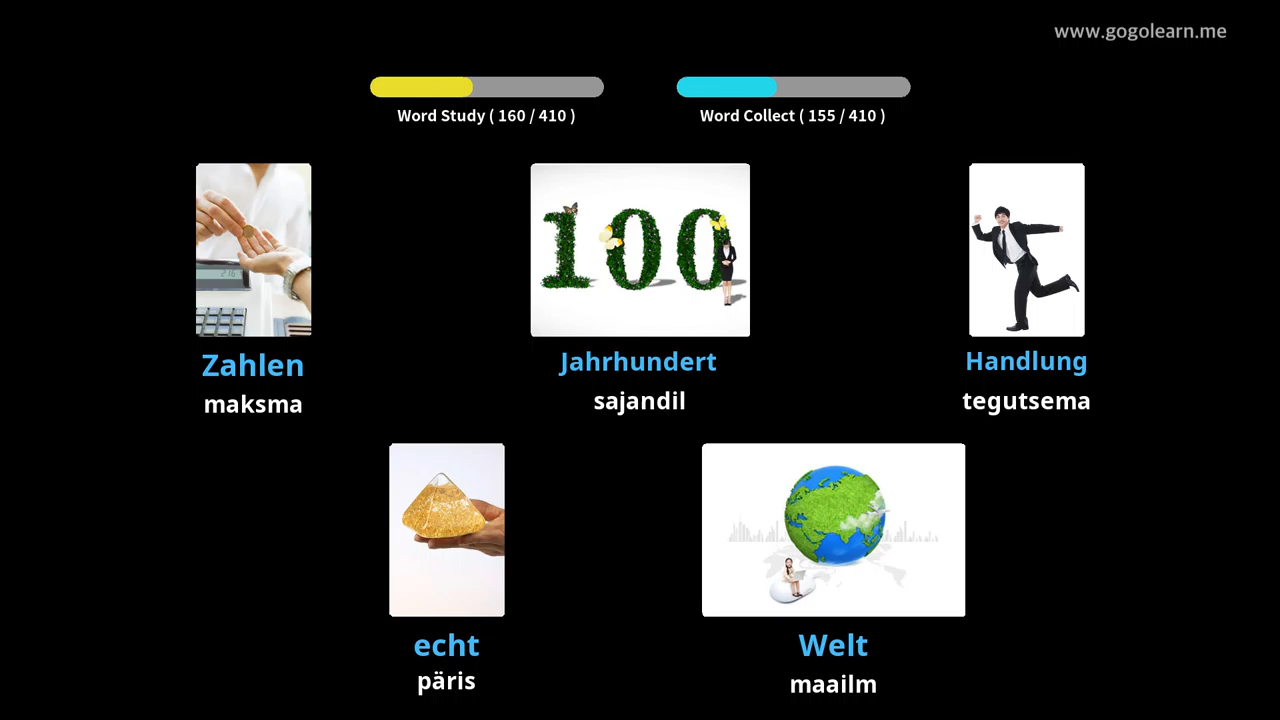 www.gogolearn.me
Word Study ( 160 / 410 )
Word Collect ( 155 / 410 )
216
100
Zahlen
maksma
Jahrhundert
sajandil
Handlung
tegutsema
echt
päris
Welt
maailm